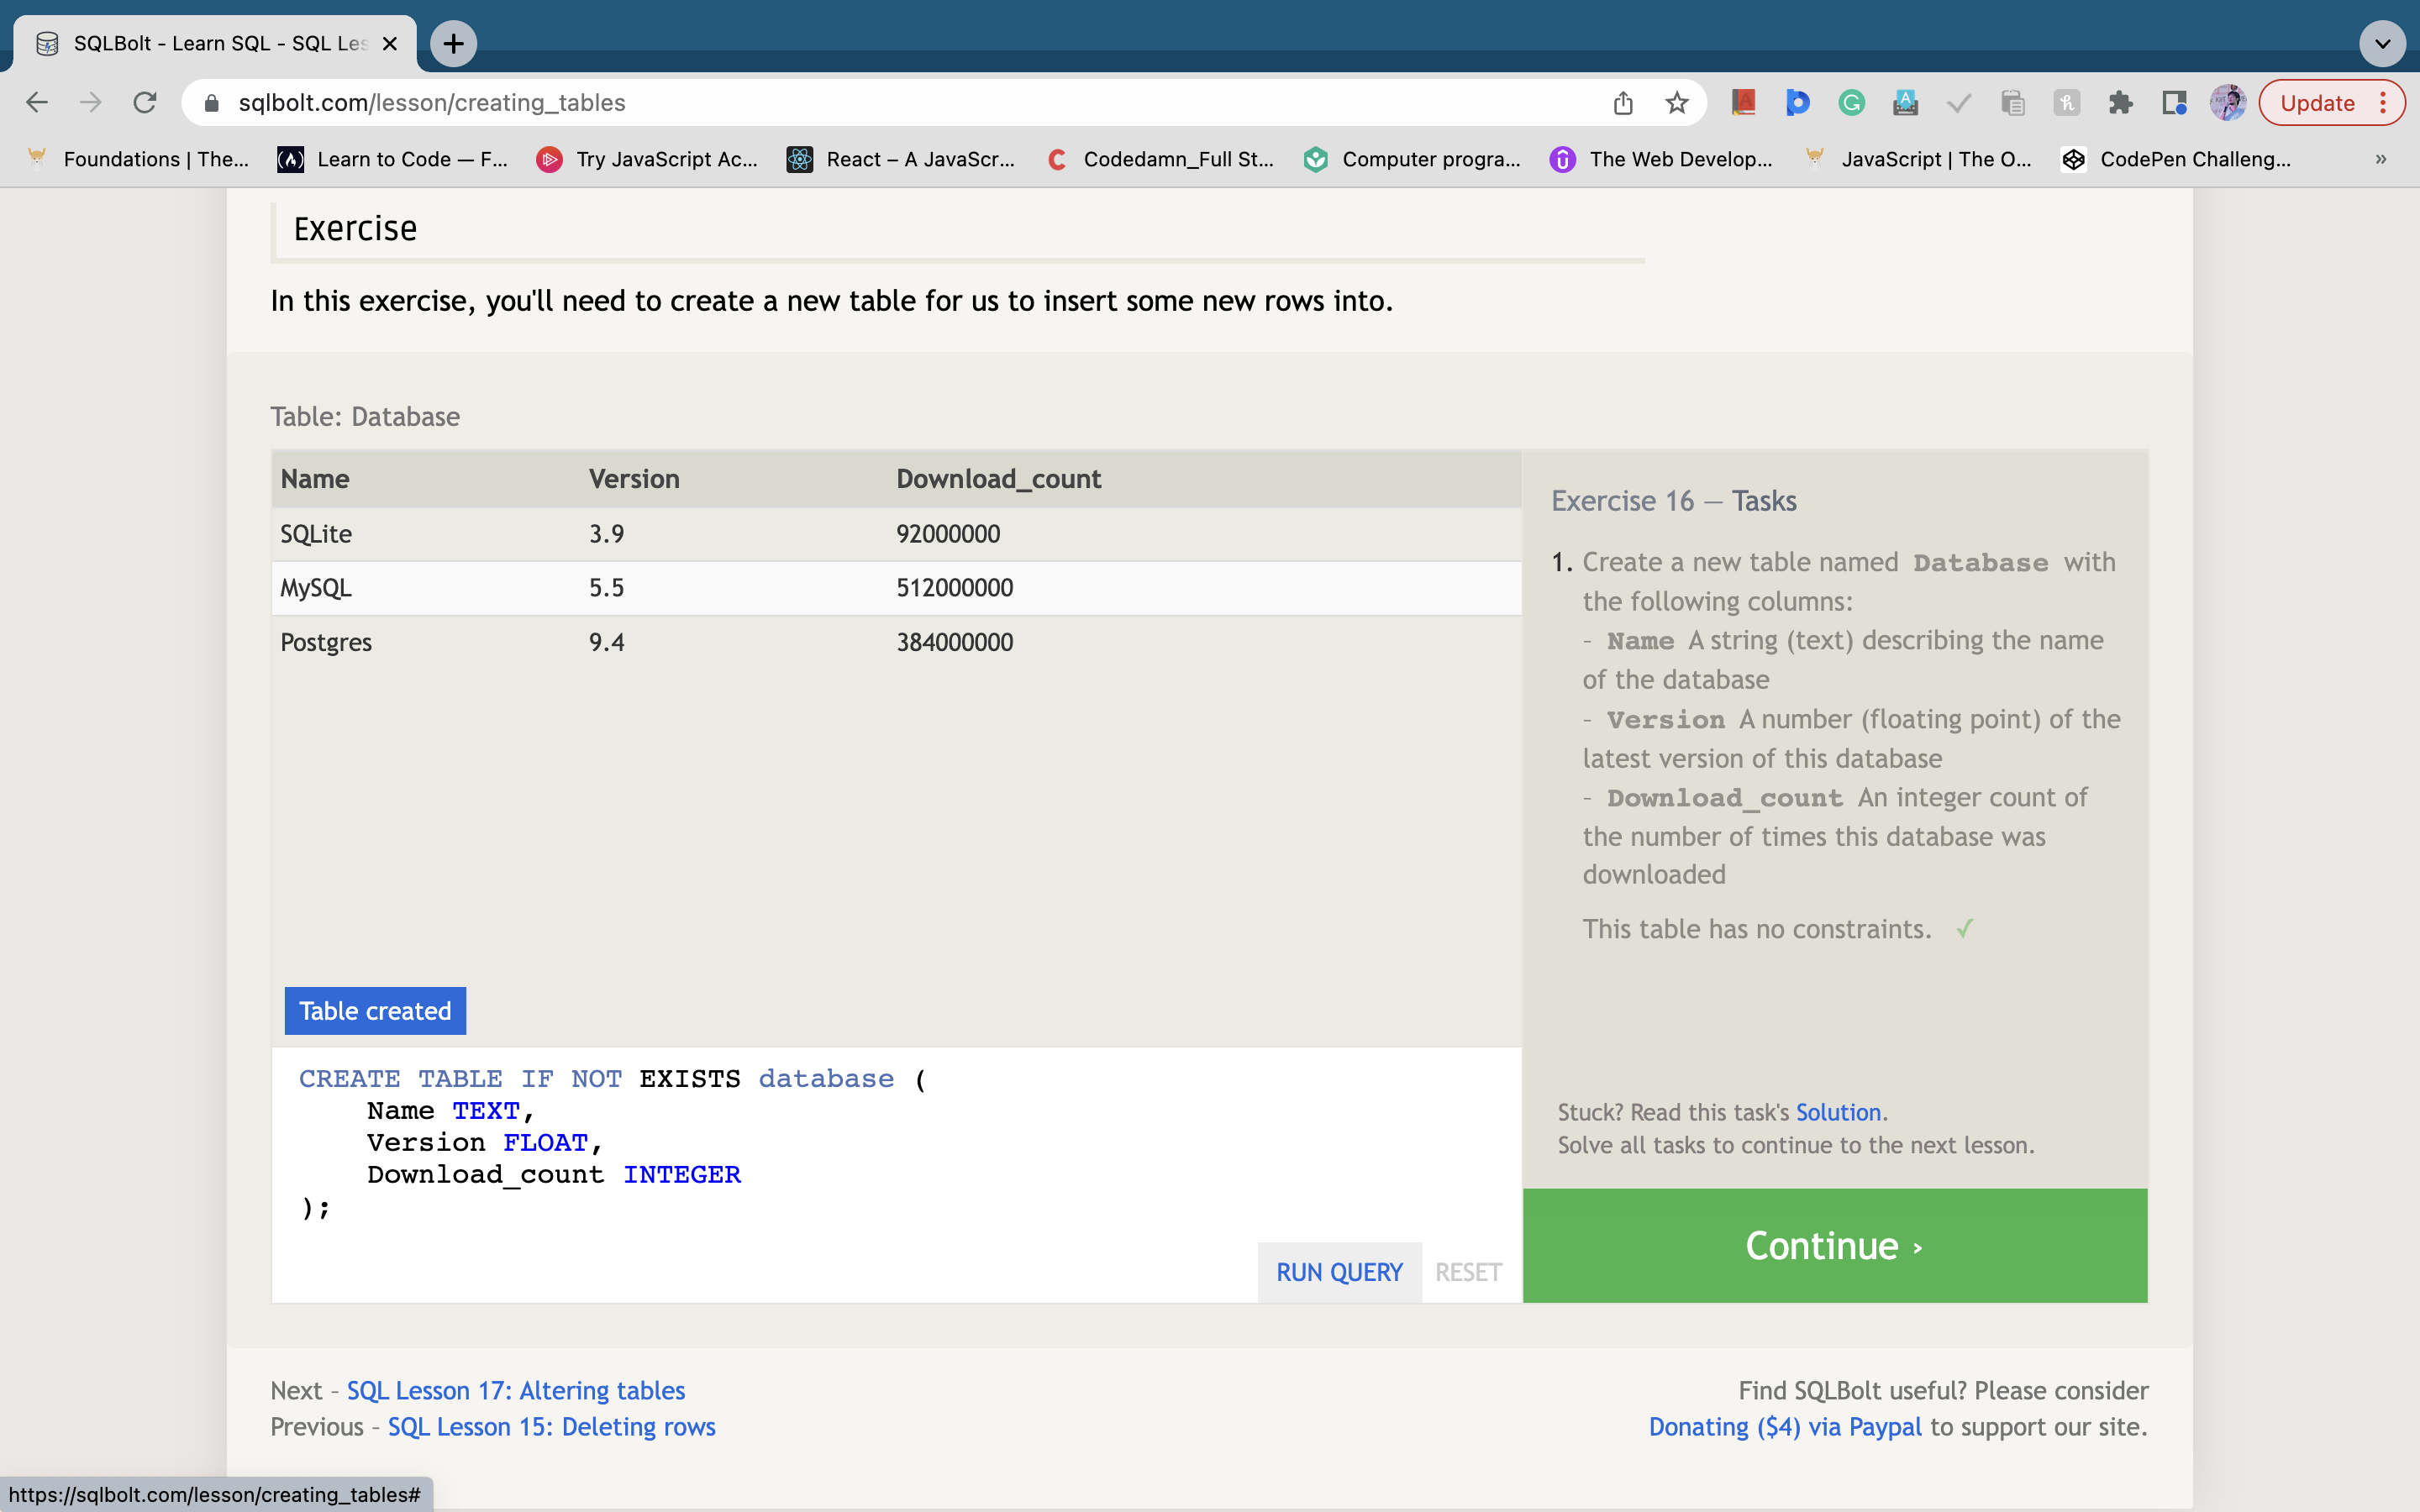 SQLBolt - Learn SQL - SQL Les
sqlbolt.com/lesson/creating_tables
Update
Foundations | The...
Learn to Code — F...
Try JavaScript Ac...
React – A JavaScr...
Codedamn_Full St...
Computer progra...
The Web Develop...
JavaScript | The O...
CodePen Challeng...
»
Exercise
In this exercise, you'll need to create a new table for us to insert some new rows into.
Table: Database
Name Version Download_count
SQLite 3.9 92000000
MySQL 5.5 512000000
Postgres 9.4 384000000
Table created
CREATE TABLE IF NOT EXISTS database (
Name TEXT,
Version FLOAT,
Download_count INTEGER
);
RUN QUERY RESET
Exercise 16 — Tasks
1. Create a new table named Database with
the following columns:
- Name A string (text) describing the name
of the database
- Version A number (floating point) of the
latest version of this database
- Download_count An integer count of
the number of times this database was
downloaded
This table has no constraints. ✓
Stuck? Read this task's Solution.
Solve all tasks to continue to the next lesson.
Continue ›
Next – SQL Lesson 17: Altering tables
Previous – SQL Lesson 15: Deleting rows
Find SQLBolt useful? Please consider
Donating ($4) via Paypal to support our site.
https://sqlbolt.com/lesson/creating_tables#